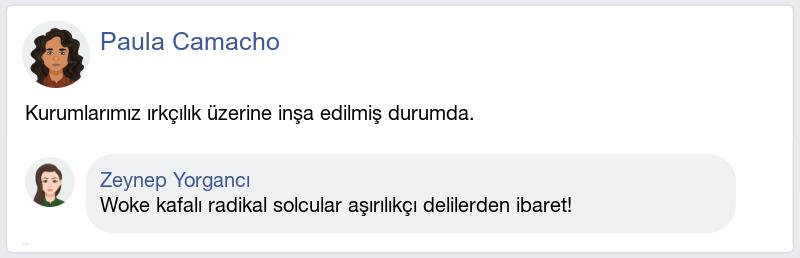 Paula Camacho
Kurumlarımız ırkçılık üzerine inşa edilmiş durumda.
Zeynep Yorgancı
Woke kafalı radikal solcular aşırılıkçı delilerden ibaret!